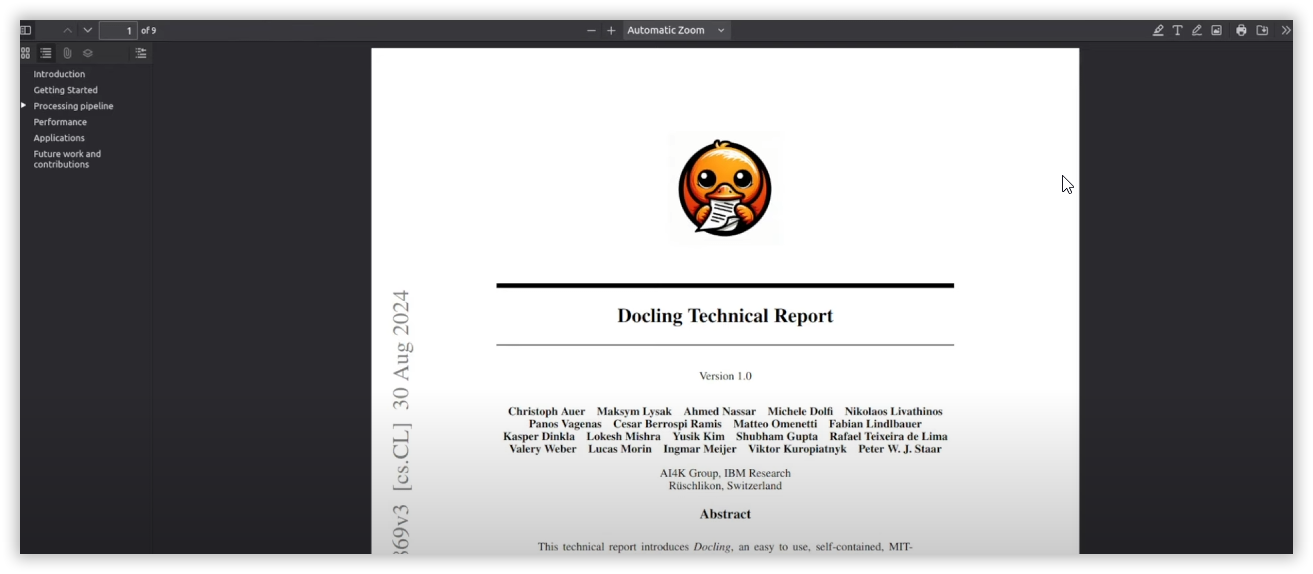 1 of 9
Automatic Zoom
Introduction
Getting Started
Processing pipeline
Performance
Applications
Future work and
contributions
369v3 [cs.CL] 30 Aug 2024
Docling Technical Report
Version 1.0
Christoph Auer Maksym Lysak Ahmed Nassar Michele Dolfi Nikolaos Livathinos
Panos Vagenas Cesar Berrospi Ramis Matteo Omenetti Fabian Lindlbauer
Kasper Dinkla Lokesh Mishra Yusik Kim Shubham Gupta Rafael Teixeira de Lima
Valery Weber Lucas Morin Ingmar Meijer Viktor Kuropiatnyk Peter W. J. Staar
AI4K Group, IBM Research
Rüschlikon, Switzerland
Abstract
This technical report introduces Docling, an easy to use, self-contained, MIT-